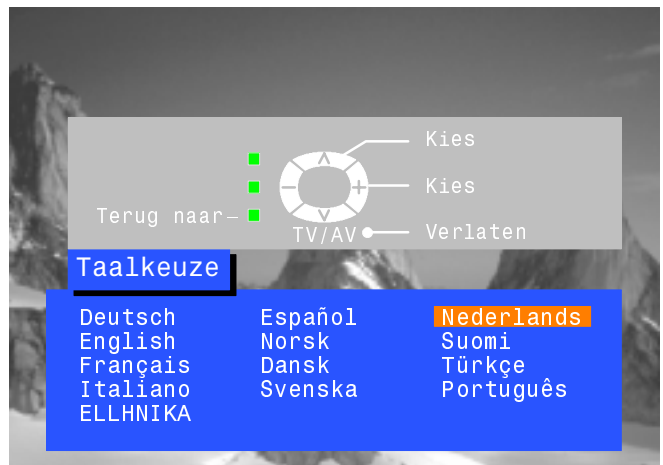 Kies
Kies
Terug naar
TV/AV Verlaten
Taalkeuze
Deutsch Español Nederlands
English Norsk Suomi
Français Dansk Türkçe
Italiano Svenska Português
ELLHNIKA